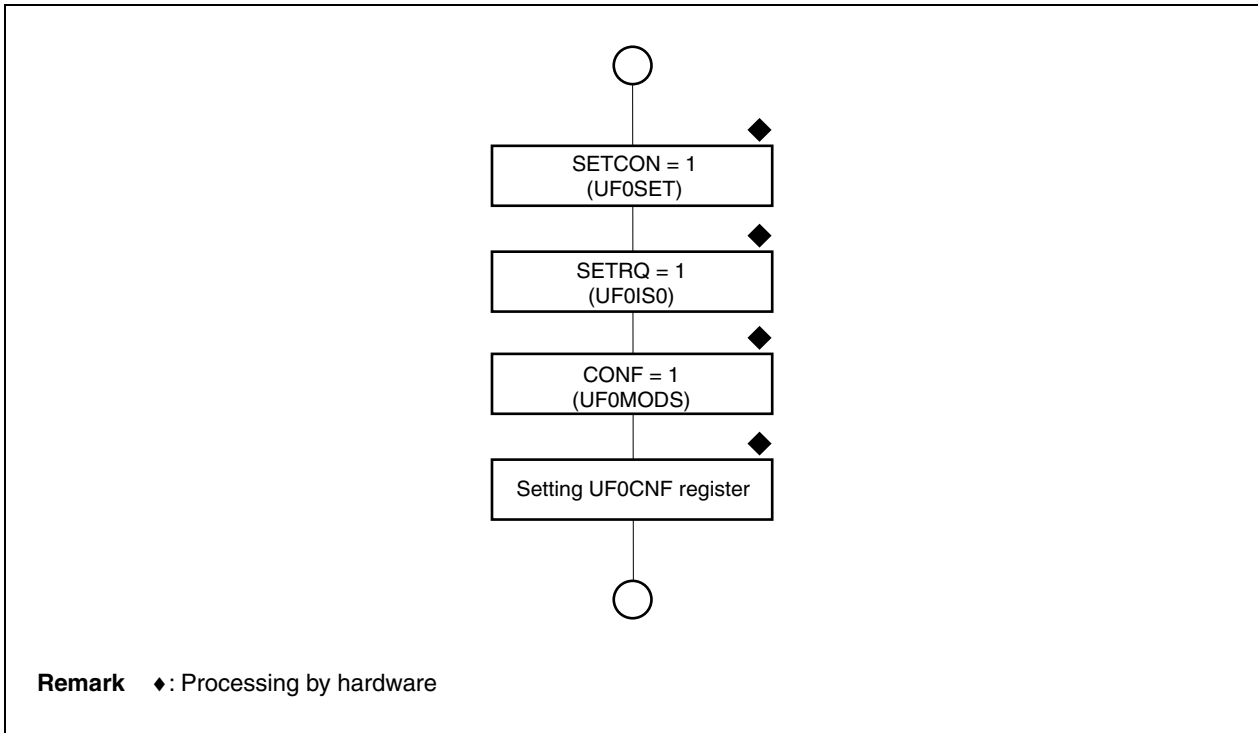 SETCON = 1
(UF0SET)
SETRQ = 1
(UF0IS0)
CONF = 1
(UF0MODS)
Setting UF0CNF register
Remark ♦: Processing by hardware